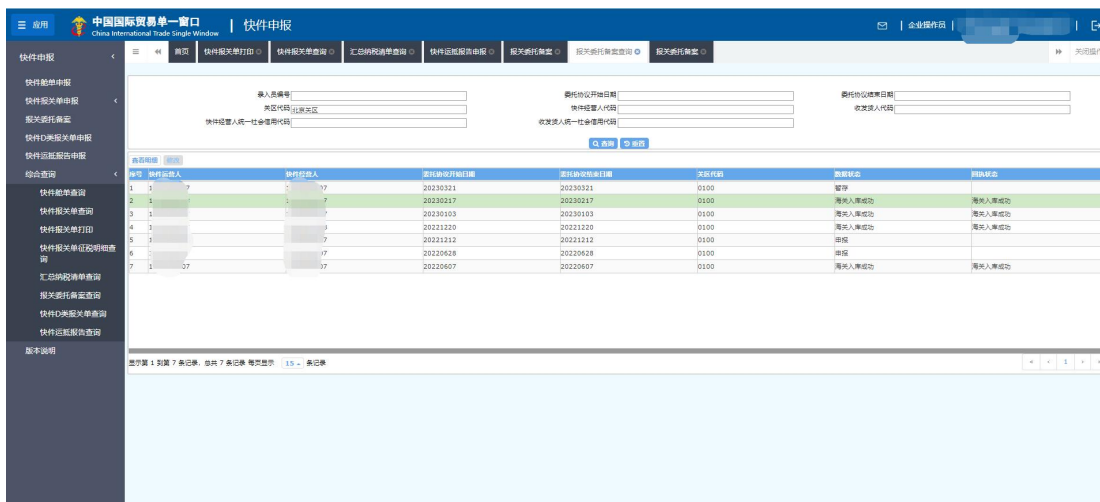 ☰ 应用 中国国际贸易单一窗口 | 快件申报 | 企业操作员 |
China International Trade Single Window
快件申报
首页 快件报关单打印 快件报关单查询 汇总纳税清单查询 快件运抵报告申报 报关委托备案 报关委托备案查询 报关委托备案 关闭操作
快件舱单申报
快件报关单申报
报关委托备案
快件D类报关单申报
快件运抵报告申报
综合查询
快件舱单查询
快件报关单查询
快件报关单打印
快件报关单征税明细查
询
汇总纳税清单查询
报关委托备案查询
快件D类报关单查询
快件运抵报告查询
版本说明
录入员编号 委托协议开始日期 委托协议结束日期
关区代码 北京关区 快件经营人代码 收发货人代码
快件经营人统一社会信用代码 收发货人统一社会信用代码
查询 重置
查看明细 修改
序号 快件运营人 快件经营人 委托协议开始日期 委托协议结束日期 关区代码 数据状态 回执状态
1 1 7 07 20230321 20230321 0100 暂存
2 1 7 20230217 20230217 0100 海关入库成功 海关入库成功
3 1 7 20230103 20230103 0100 海关入库成功 海关入库成功
4 1 20221220 20221220 0100 海关入库成功 海关入库成功
5 1 7 20221212 20221212 0100 申报
6 07 20220628 20220628 0100 申报
7 1 07 07 20220607 20220607 0100 海关入库成功 海关入库成功
显示第 1 到第 7 条记录，总共 7 条记录 每页显示 15 条记录
« ‹ 1 ›